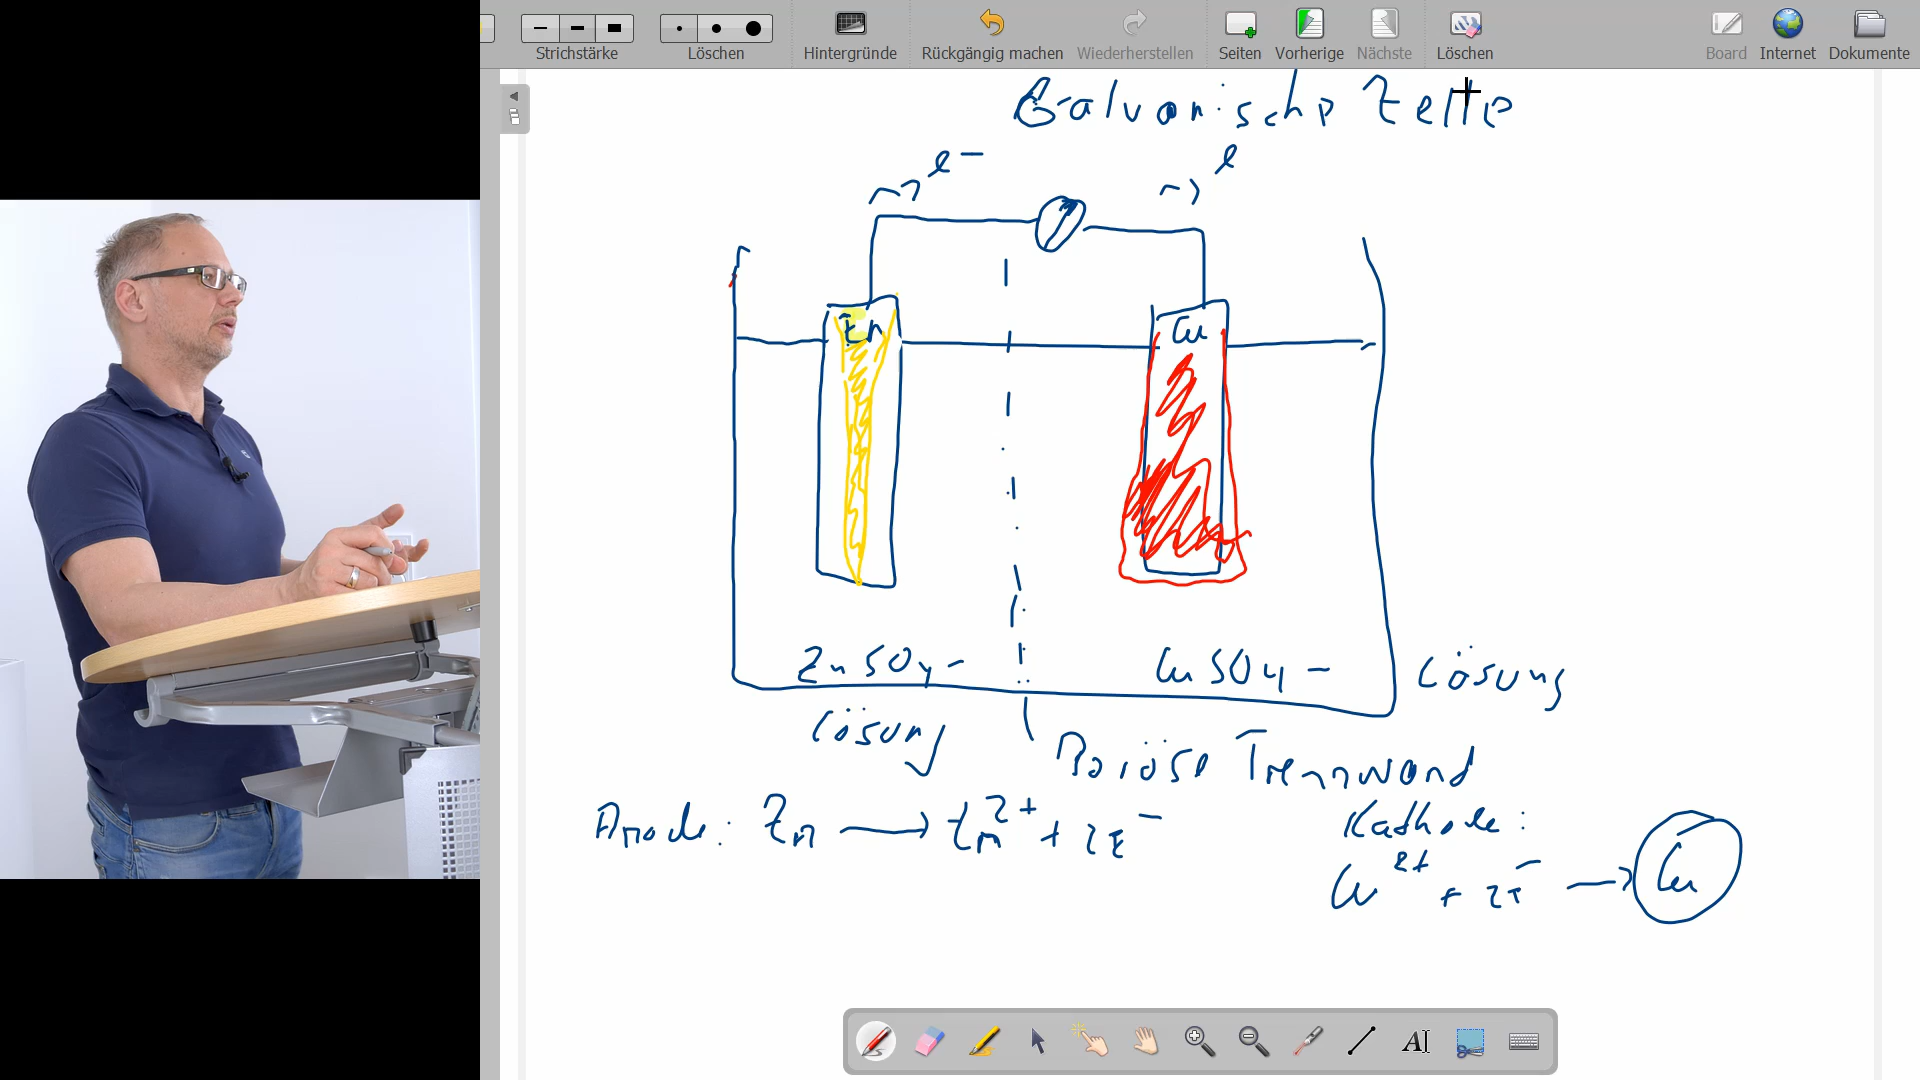 Strichstärke Löschen Hintergründe Rückgängig machen Wiederherstellen Seiten Vorherige Nächste Löschen Board Internet Dokumente
Galvanische Zelle
e⁻ e
Zn Cu
ZnSO4- CuSO4- Lösung
Lösung Poröse Trennwand
Anode: Zn → Zn²⁺ + 2e⁻
Kathode:
Cu²⁺ + 2e⁻ → Cu
AI